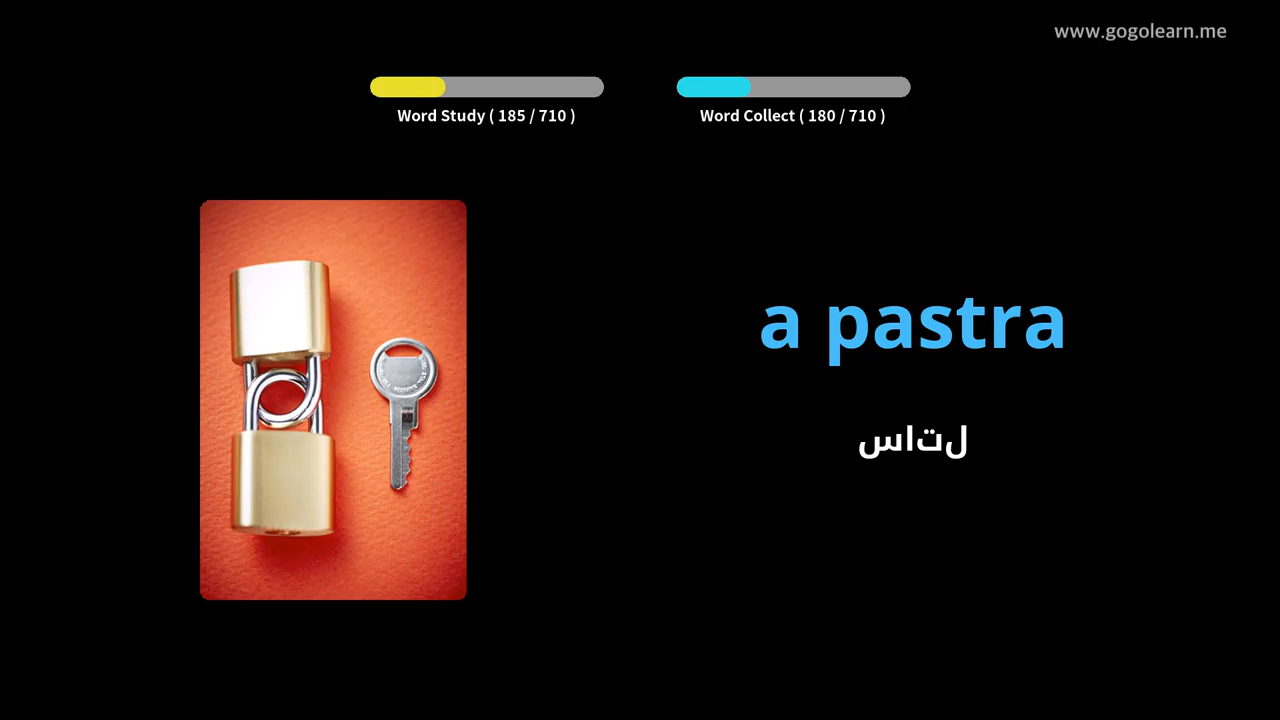 www.gogolearn.me
Word Study ( 185 / 710 )
Word Collect ( 180 / 710 )
a pastra
لتاس